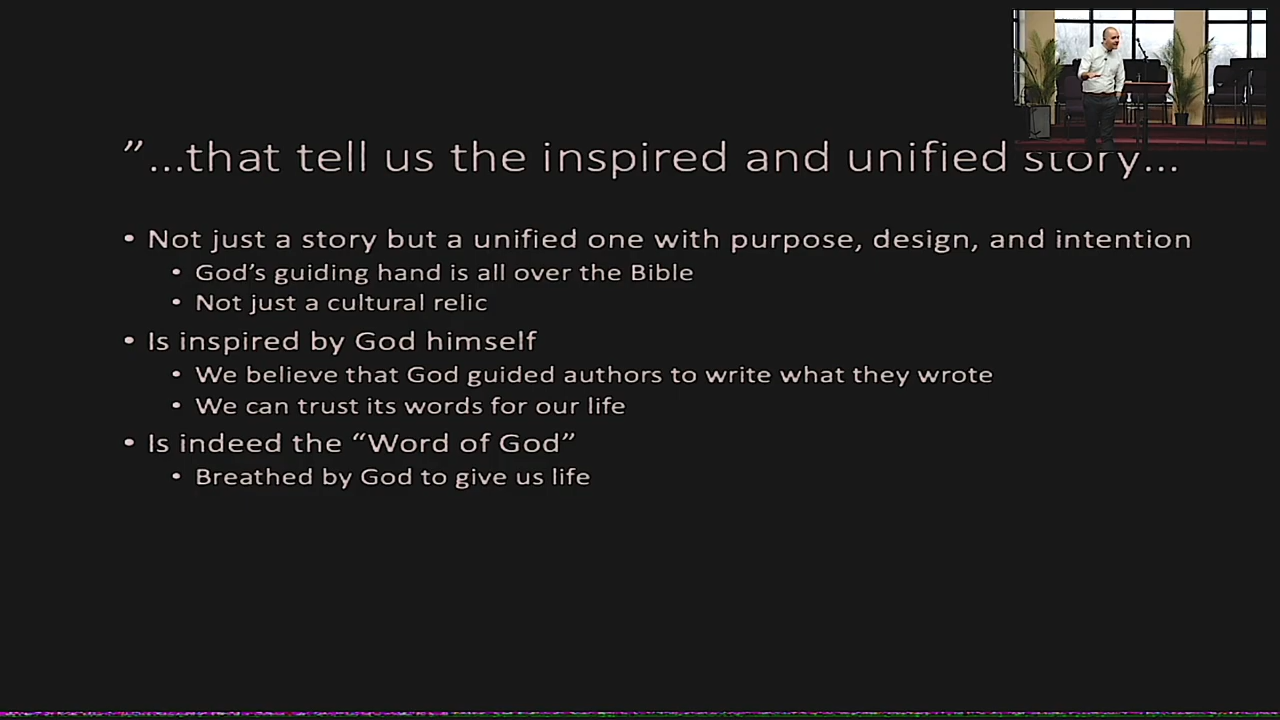 ”...that tell us the inspired and unified story...
• Not just a story but a unified one with purpose, design, and intention
• God’s guiding hand is all over the Bible
• Not just a cultural relic
• Is inspired by God himself
• We believe that God guided authors to write what they wrote
• We can trust its words for our life
• Is indeed the “Word of God”
• Breathed by God to give us life